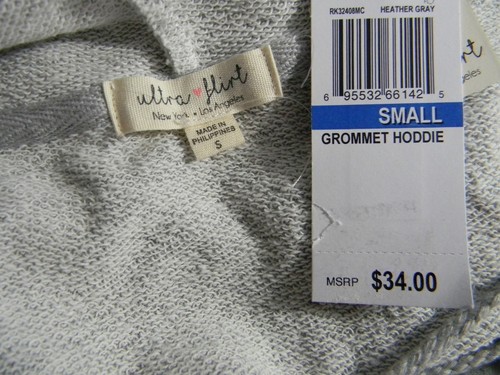 RK32408MC HEATHER GRAY
6 95532 66142 5
SMALL
GROMMET HODDIE
MSRP $34.00
ultra flirt
New York • Los Angeles
MADE IN
PHILIPPINES
S